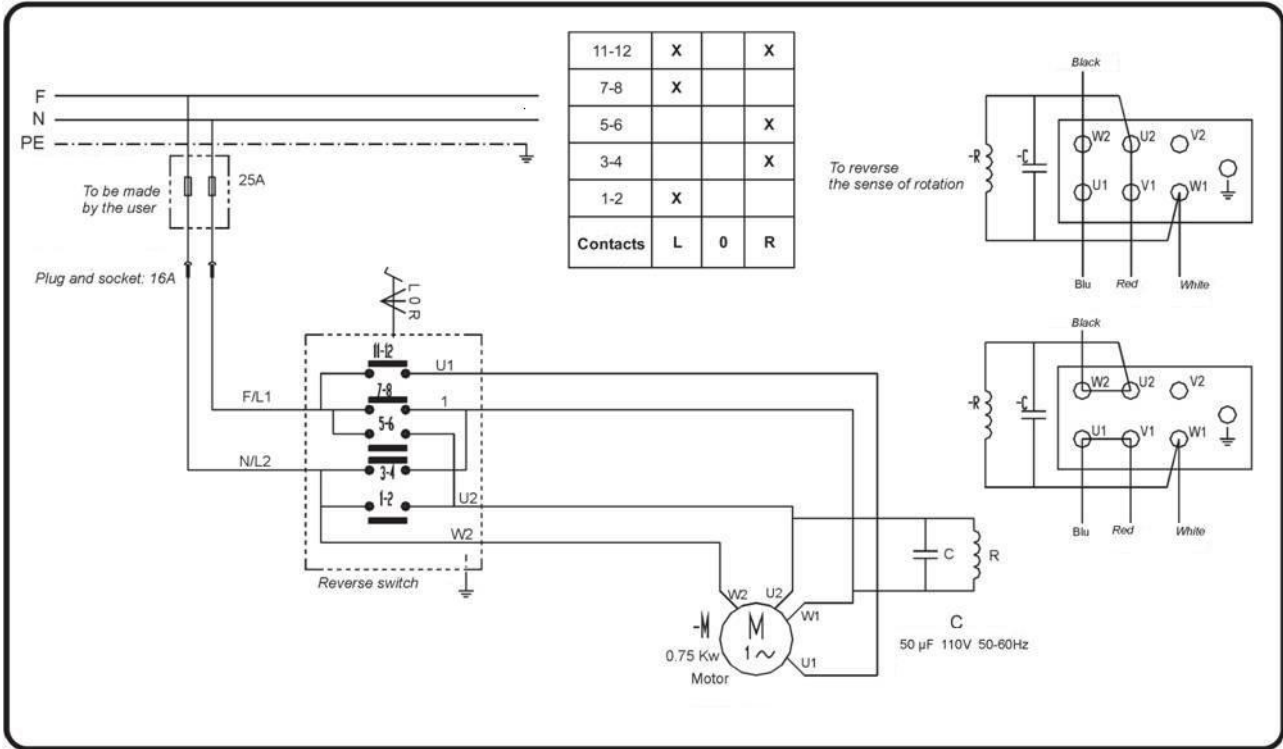 F
N
PE
To be made
by the user
25A
Plug and socket: 16A
11-12 X X
7-8 X
5-6 X
3-4 X
1-2 X
Contacts L 0 R
To reverse
the sense of rotation
Black
-R
-C
W2 U2 V2
U1 V1 W1
Blu Red White
Black
-R
-C
W2 U2 V2
U1 V1 W1
Blu Red White
L 0 R
11-12
U1
7-8
F/L1
1
5-6
N/L2
3-4
1-2
U2
W2
Reverse switch
C
R
W2 U2
W1
-M
M
1~
U1
0.75 Kw
Motor
C
50 µF 110V 50-60Hz